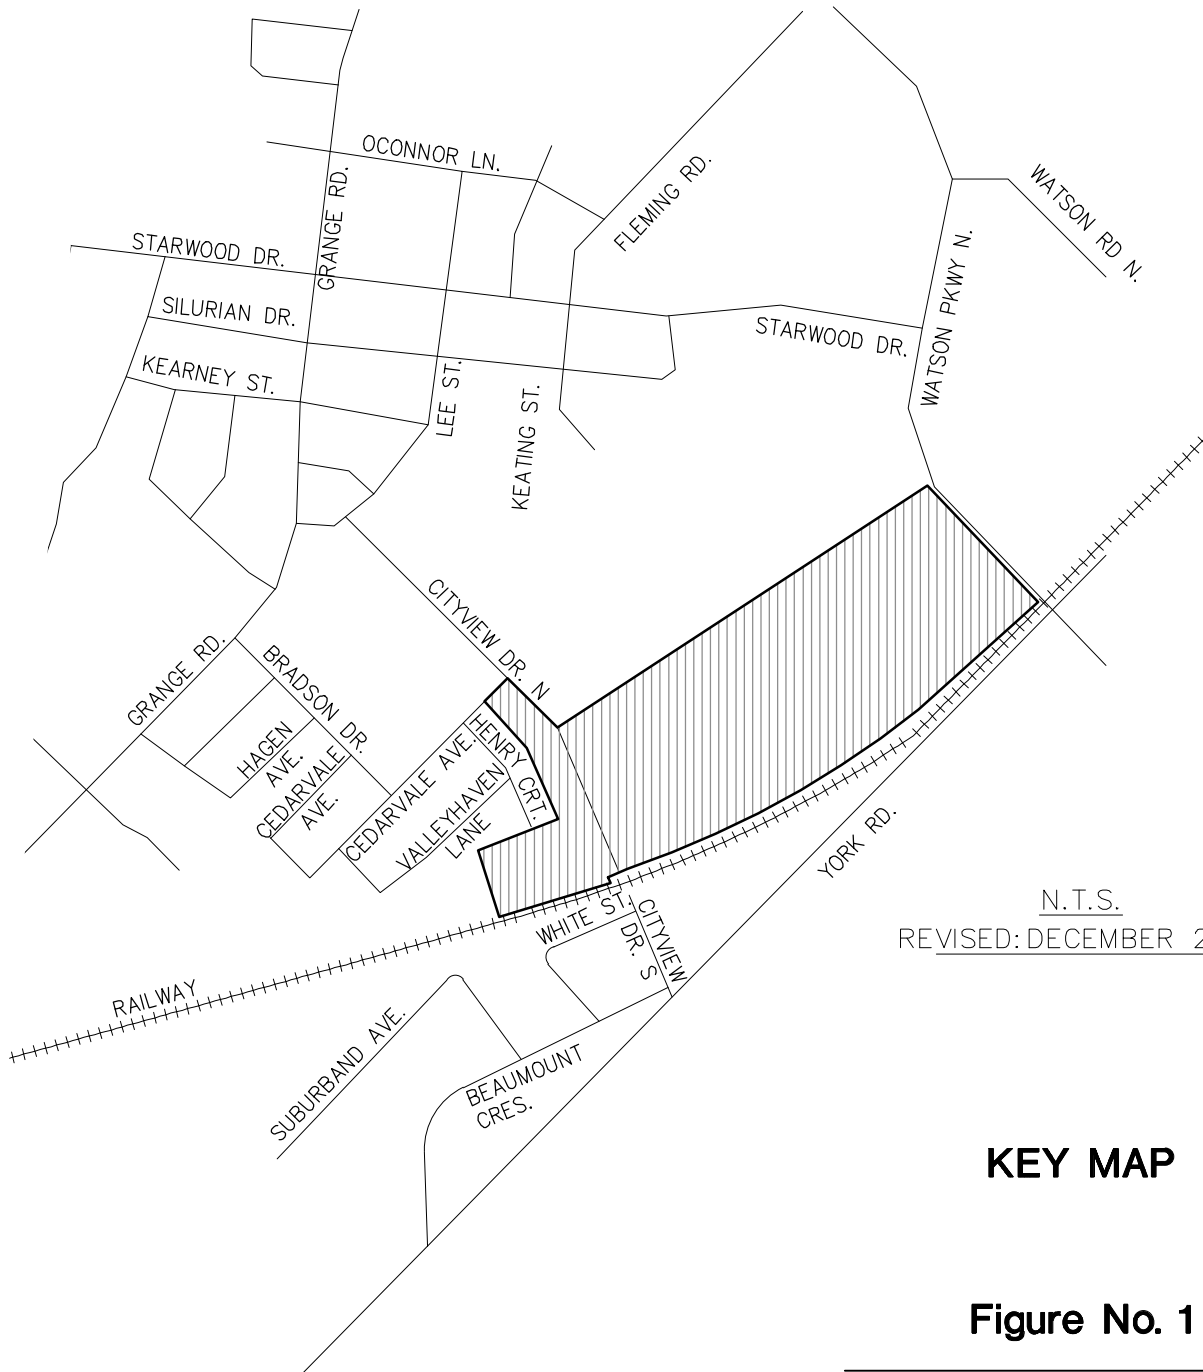 OCONNOR LN.
GRANGE RD.
FLEMING RD.
WATSON RD N.
STARWOOD DR.
WATSON PKWY N.
SILURIAN DR.
STARWOOD DR.
KEARNEY ST.
LEE ST.
KEATING ST.
CITYVIEW DR. N
GRANGE RD.
BRADSON DR.
HAGEN
AVE.
CEDARVALE
AVE.
CEDARVALE AVE.
HENRY CRT.
VALLEYHAVEN
LANE
YORK RD.
WHITE ST.
CITYVIEW
DR. S
N.T.S.
REVISED: DECEMBER 2
RAILWAY
SUBURBAND AVE.
BEAUMOUNT
CRES.
KEY MAP
Figure No. 1